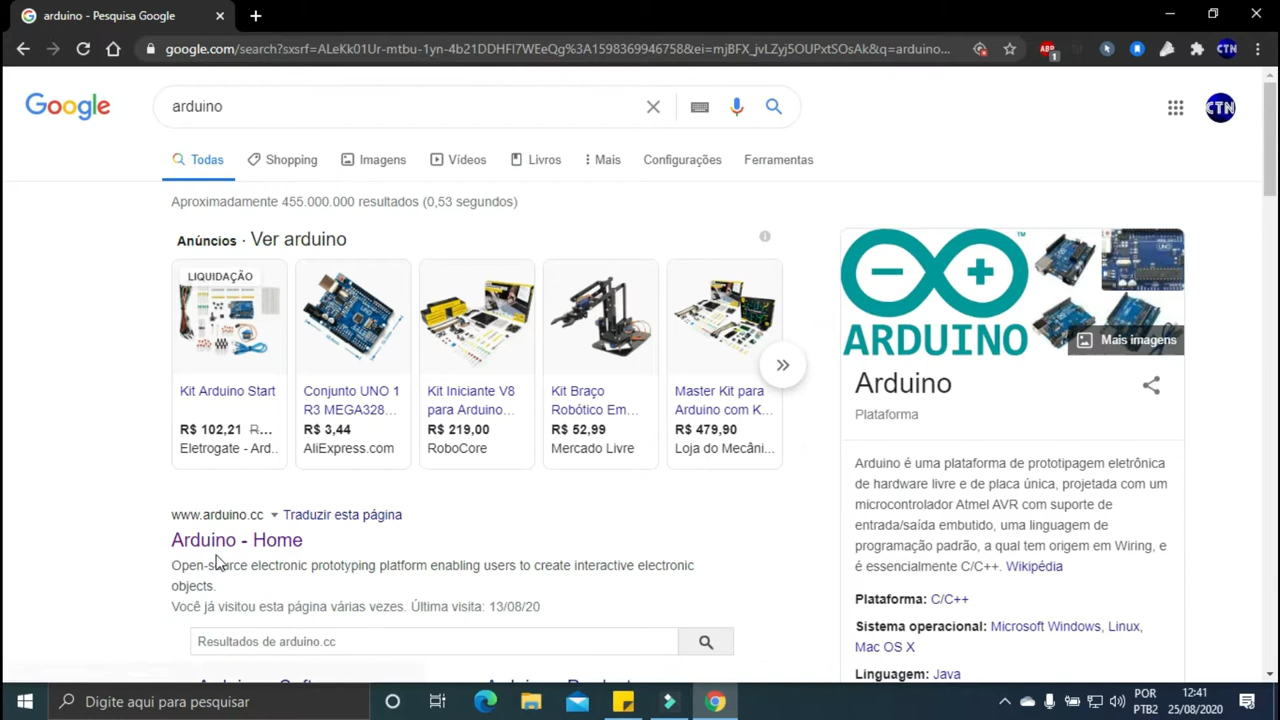 arduino - Pesquisa Google
google.com/search?sxsrf=ALeKk01Ur-mtbu-1yn-4b21DDHFI7WEeQg%3A1598369946758&ei=mjBFX_jvLZyj5OUPxtSOsAk&q=arduino...
ABP
1
CTN
Google
arduino
CTN
Todas
Shopping
Imagens
Vídeos
Livros
Mais
Configurações
Ferramentas
Aproximadamente 455.000.000 resultados (0,53 segundos)
Anúncios · Ver arduino
LIQUIDAÇÃO
Kit Arduino Start
R$ 102,21 R...
Eletrogate - Ard..
Conjunto UNO 1
R3 MEGA328...
R$ 3,44
AliExpress.com
Kit Iniciante V8
para Arduino...
R$ 219,00
RoboCore
Kit Braço
Robótico Em...
R$ 52,99
Mercado Livre
Master Kit para
Arduino com K...
R$ 479,90
Loja do Mecâni...
www.arduino.cc
Traduzir esta página
Arduino - Home
Open-source electronic prototyping platform enabling users to create interactive electronic
objects.
Você já visitou esta página várias vezes. Última visita: 13/08/20
Resultados de arduino.cc
ARDUINO
TM
Mais imagens
Arduino
Plataforma
Arduino é uma plataforma de prototipagem eletrônica
de hardware livre e de placa única, projetada com um
microcontrolador Atmel AVR com suporte de
entrada/saída embutido, uma linguagem de
programação padrão, a qual tem origem em Wiring, e
é essencialmente C/C++. Wikipédia
Plataforma: C/C++
Sistema operacional: Microsoft Windows, Linux,
Mac OS X
Linguagem: Java
Digite aqui para pesquisar
POR
PTB2
12:41
25/08/2020